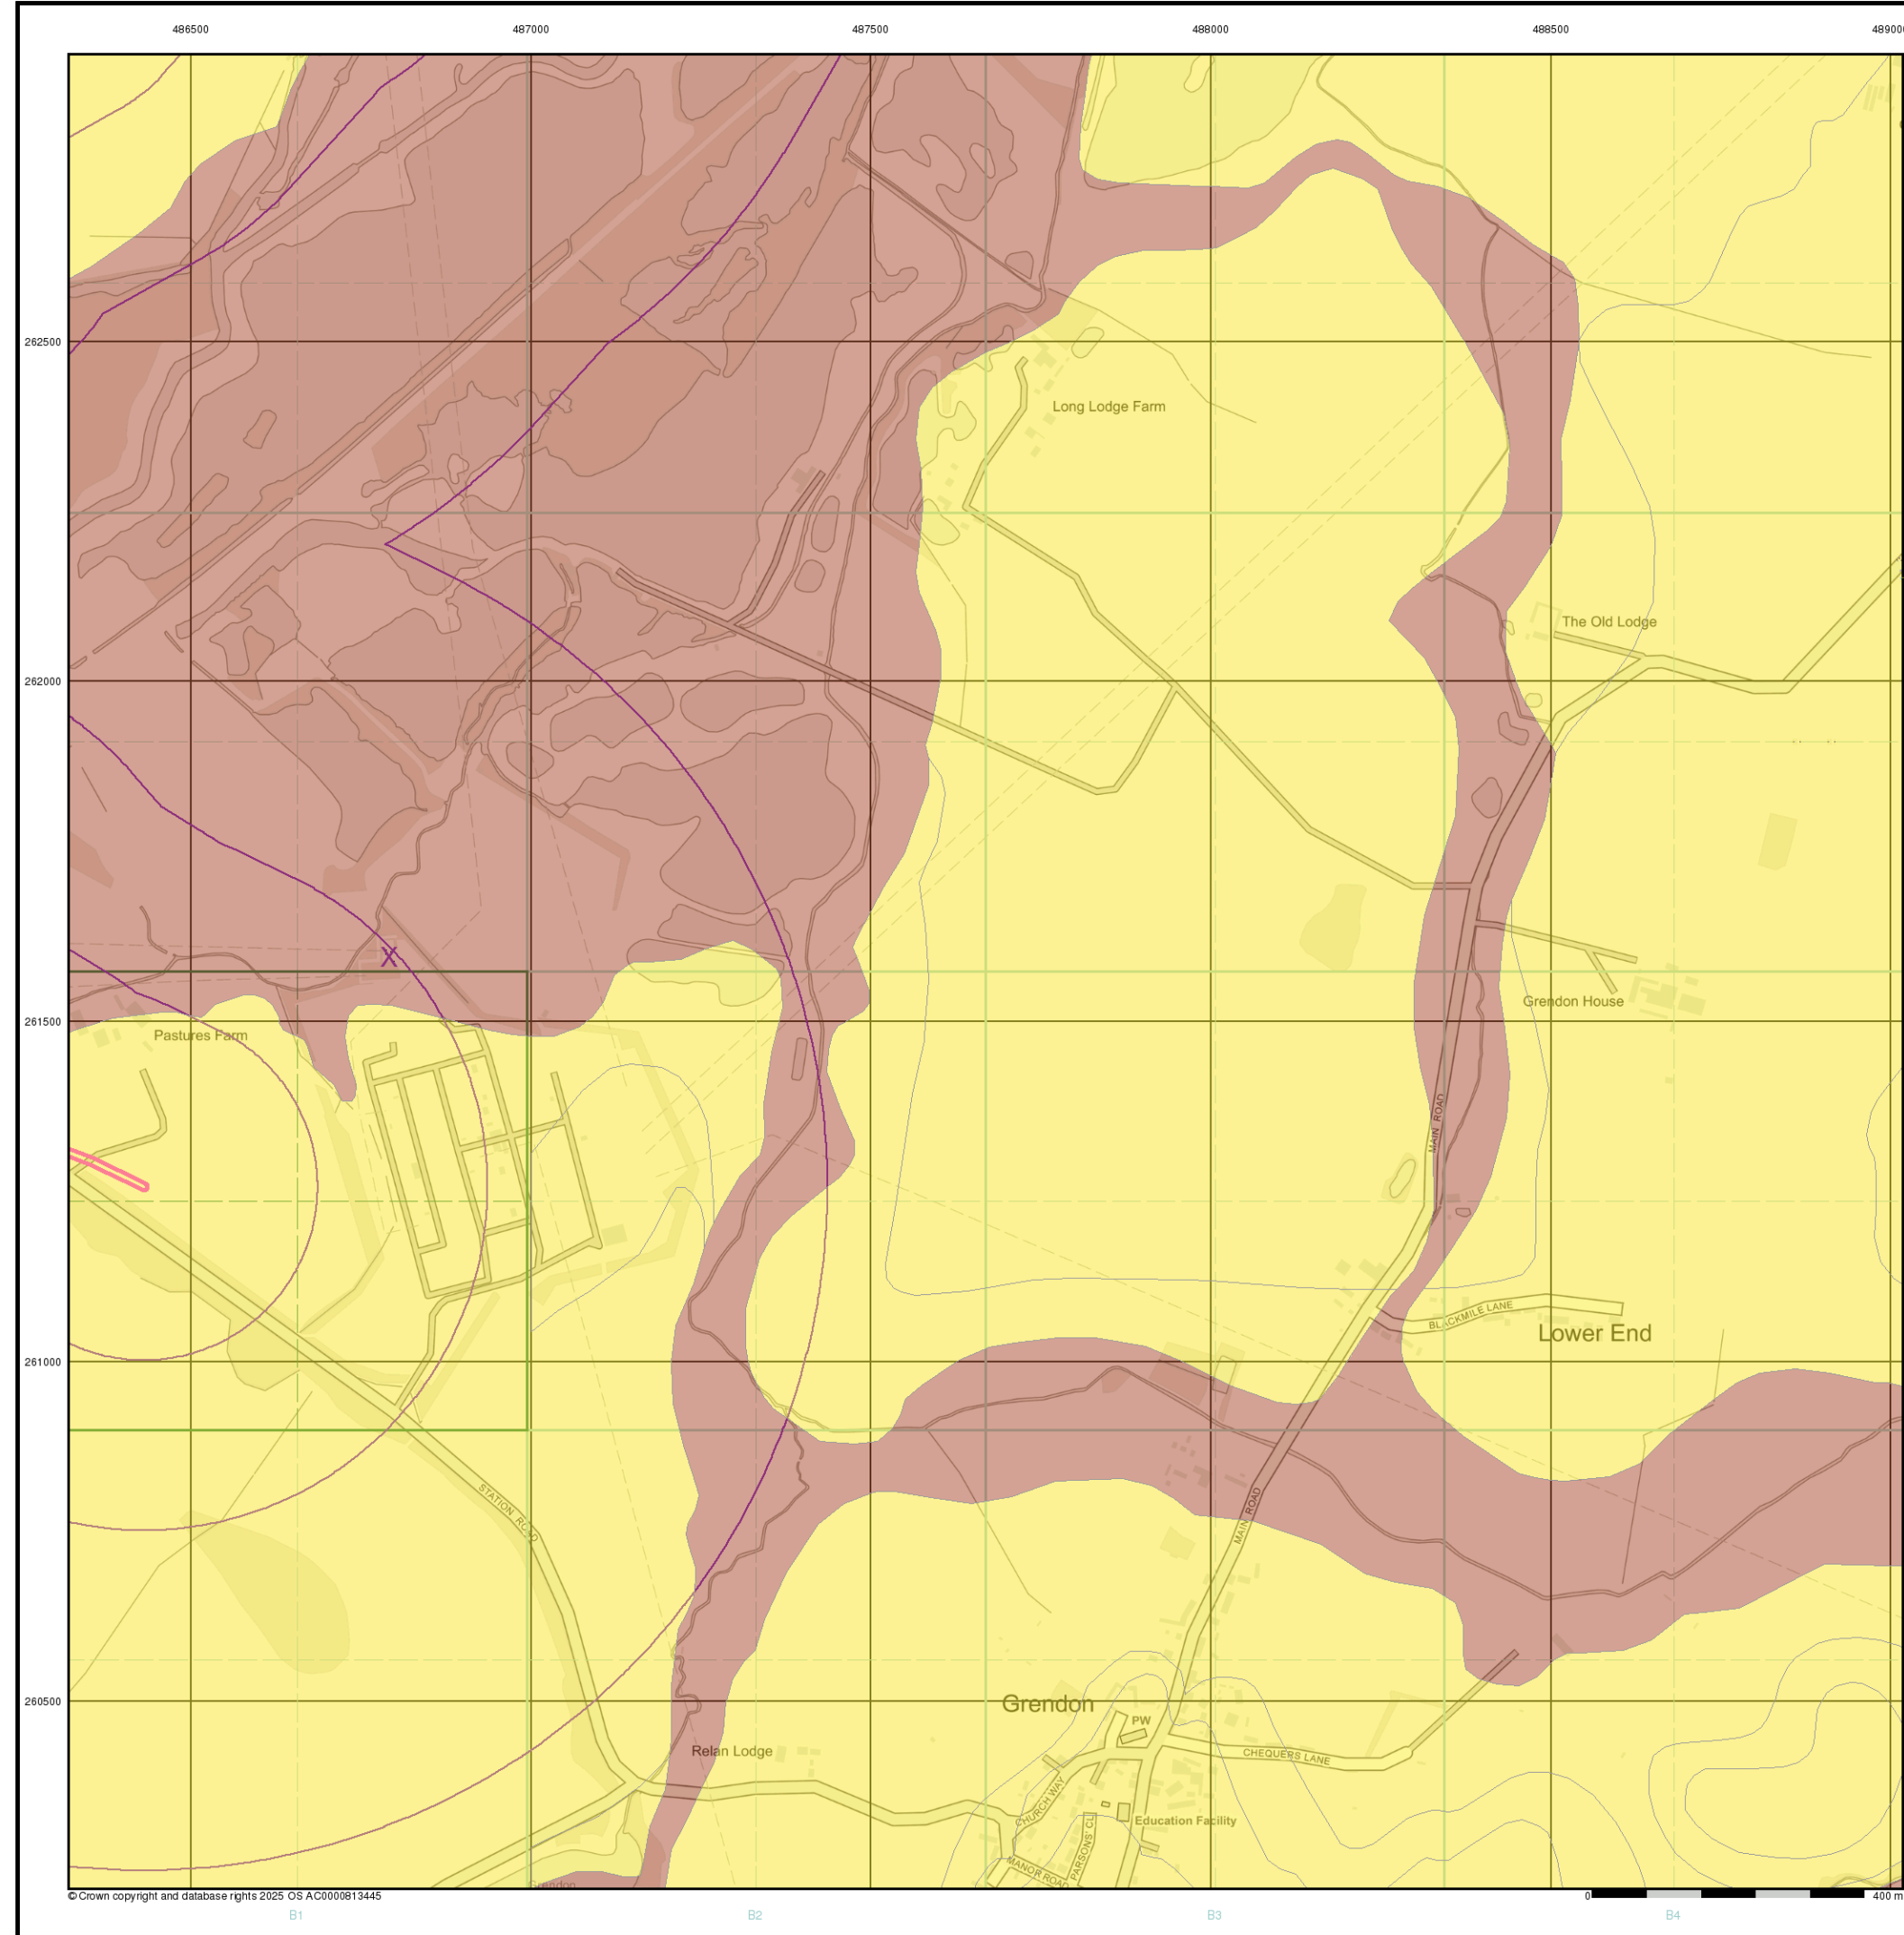 486500 487000 487500 488000 488500 48900
262500
Long Lodge Farm
The Old Lodge
262000
X
Grendon House
261500
Pastures Farm
MAIN ROAD
BLACKMILE LANE
Lower End
261000
STATION ROAD
MAIN ROAD
260500
Grendon
PW
Relan Lodge
CHEQUERS LANE
CHURCH WAY
PARSONS' CL
Education Facility
MANOR ROAD
Grendon
© Crown copyright and database rights 2025 OS AC0000813445
0 400 m
B1 B2 B3 B4